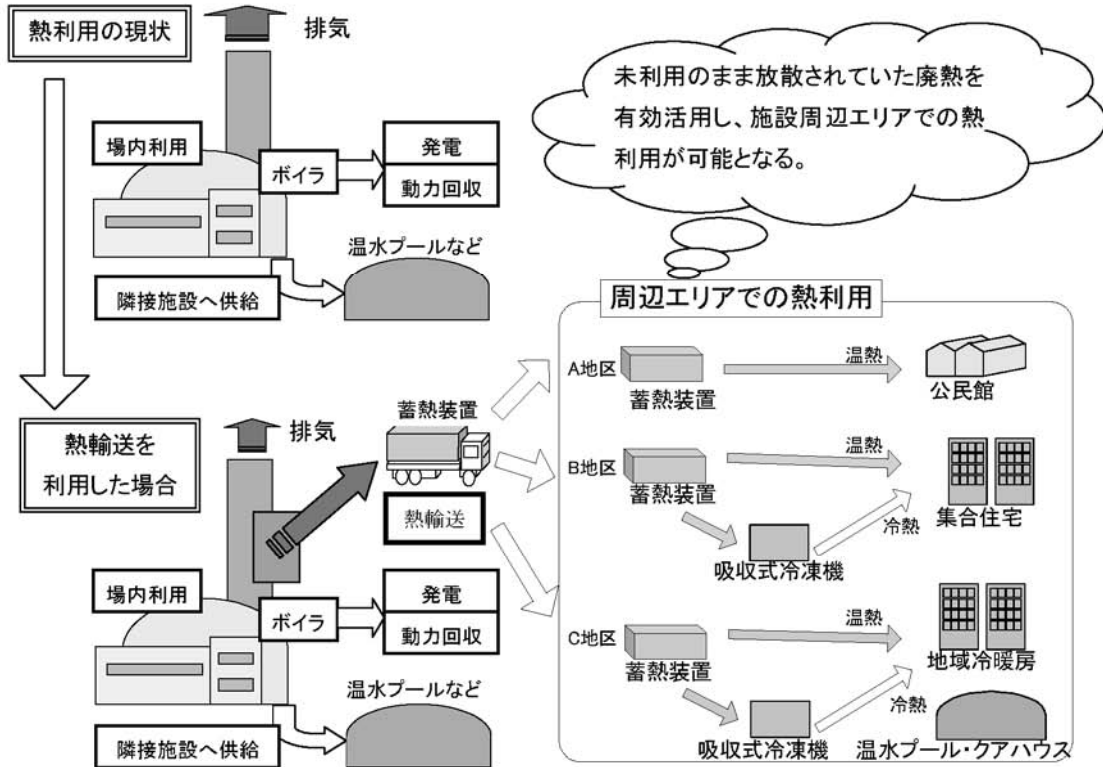 熱利用の現状
排気
場内利用
ボイラ
発電
動力回収
温水プールなど
隣接施設へ供給
未利用のまま放散されていた廃熱を
有効活用し、施設周辺エリアでの熱
利用が可能となる。
熱輸送を
利用した場合
排気
蓄熱装置
熱輸送
場内利用
ボイラ
発電
動力回収
温水プールなど
隣接施設へ供給
周辺エリアでの熱利用
A地区
蓄熱装置
温熱
公民館
B地区
蓄熱装置
温熱
集合住宅
冷熱
吸収式冷凍機
C地区
蓄熱装置
温熱
地域冷暖房
冷熱
吸収式冷凍機
温水プール・クアハウス